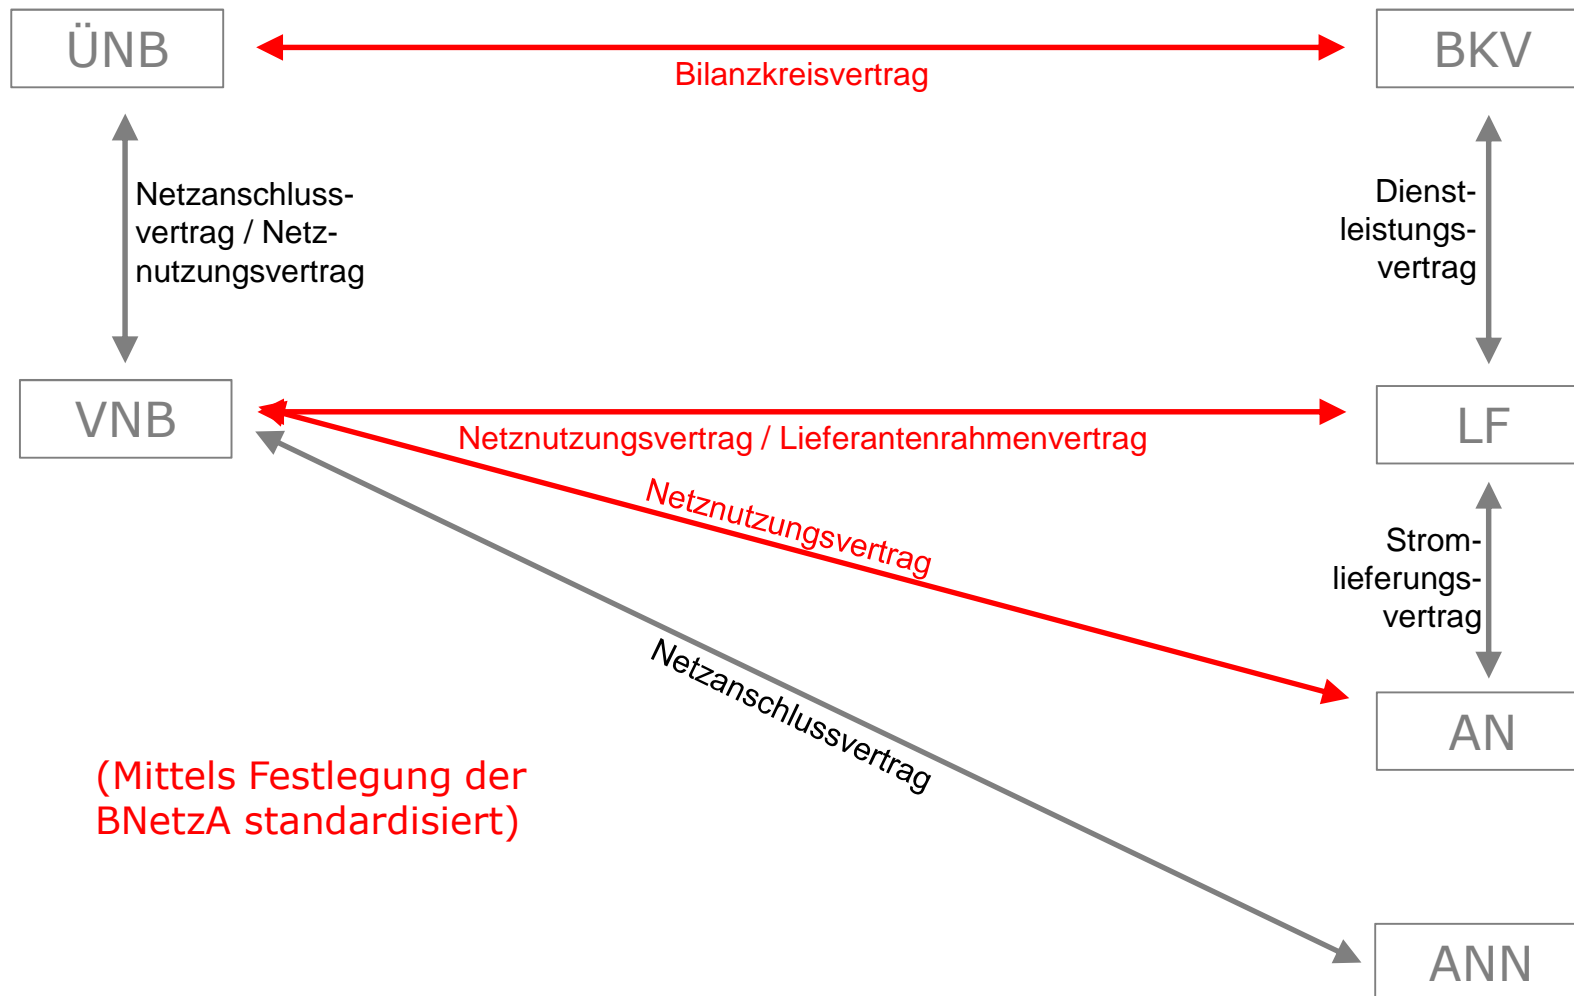 ÜNB
BKV
Bilanzkreisvertrag
Netzanschluss-
vertrag / Netz-
nutzungsvertrag
Dienst-
leistungs-
vertrag
VNB
LF
Netznutzungsvertrag / Lieferantenrahmenvertrag
Netznutzungsvertrag
Strom-
lieferungs-
vertrag
Netzanschlussvertrag
AN
(Mittels Festlegung der
BNetzA standardisiert)
ANN